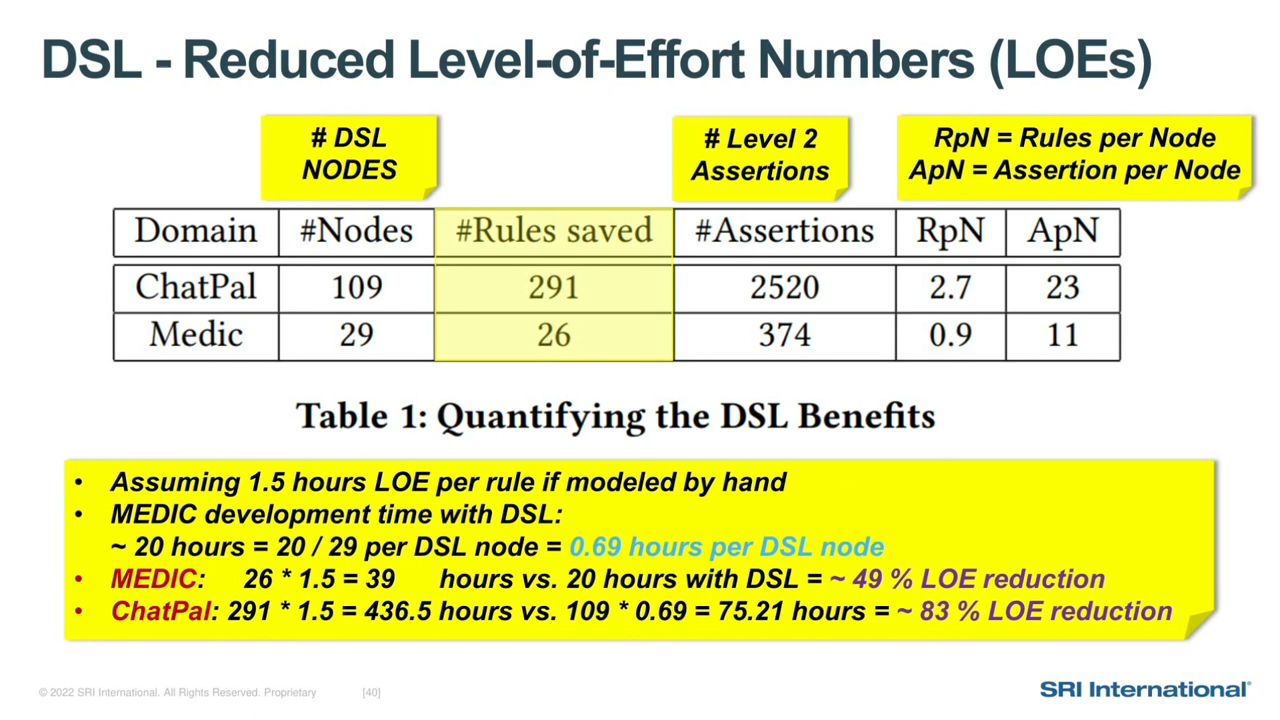 DSL - Reduced Level-of-Effort Numbers (LOEs)
# DSL
NODES
# Level 2
Assertions
RpN = Rules per Node
ApN = Assertion per Node
Domain #Nodes #Rules saved #Assertions RpN ApN
ChatPal 109 291 2520 2.7 23
Medic 29 26 374 0.9 11
Table 1: Quantifying the DSL Benefits
• Assuming 1.5 hours LOE per rule if modeled by hand
• MEDIC development time with DSL:
~ 20 hours = 20 / 29 per DSL node = 0.69 hours per DSL node
• MEDIC: 26 * 1.5 = 39 hours vs. 20 hours with DSL = ~ 49 % LOE reduction
• ChatPal: 291 * 1.5 = 436.5 hours vs. 109 * 0.69 = 75.21 hours = ~ 83 % LOE reduction
© 2022 SRI International. All Rights Reserved. Proprietary [40]
SRI International®